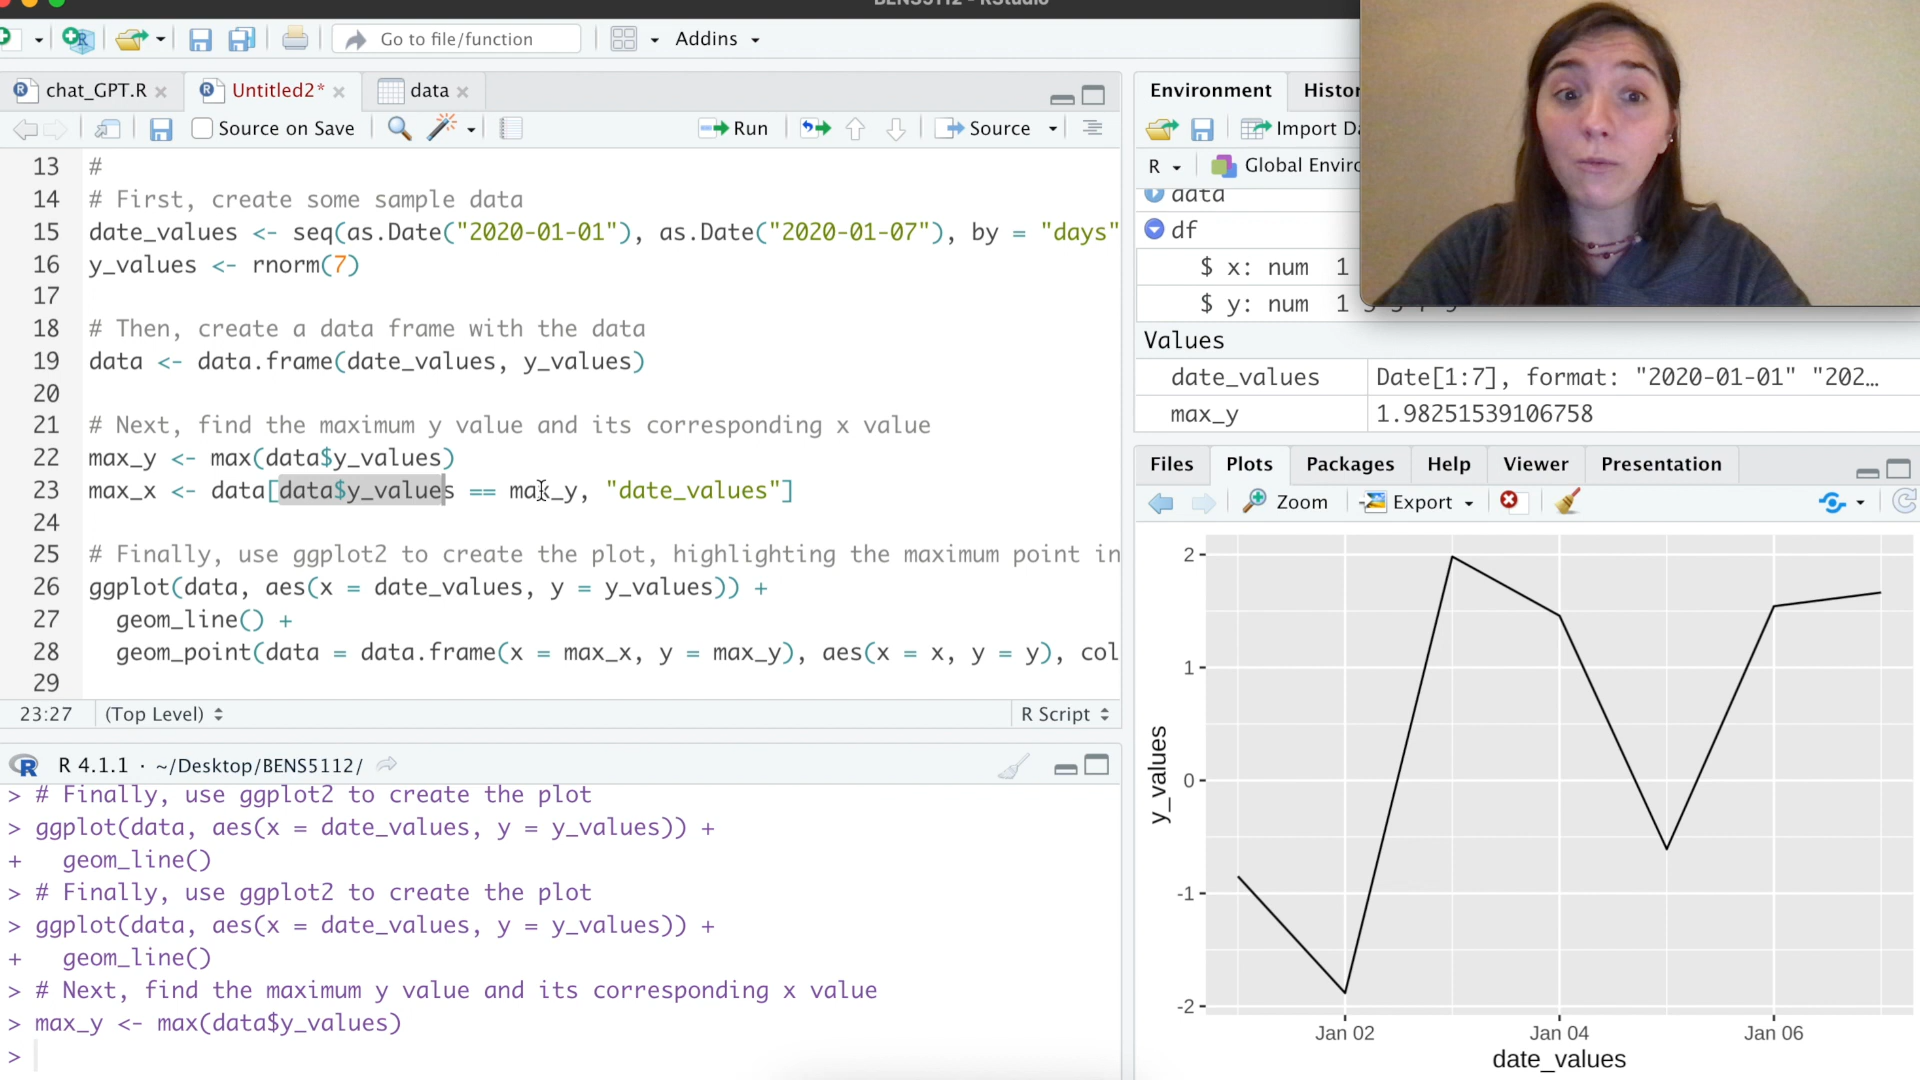 Go to file/function
Addins
chat_GPT.R
Untitled2*
data
Source on Save
Run
Source
13 #
14 # First, create some sample data
15 date_values <- seq(as.Date("2020-01-01"), as.Date("2020-01-07"), by = "days"
16 y_values <- rnorm(7)
17
18 # Then, create a data frame with the data
19 data <- data.frame(date_values, y_values)
20
21 # Next, find the maximum y value and its corresponding x value
22 max_y <- max(data$y_values)
23 max_x <- data[data$y_values == max_y, "date_values"]
24
25 # Finally, use ggplot2 to create the plot, highlighting the maximum point in
26 ggplot(data, aes(x = date_values, y = y_values)) +
27   geom_line() +
28   geom_point(data = data.frame(x = max_x, y = max_y), aes(x = x, y = y), col
29
23:27 (Top Level) R Script
R 4.1.1 · ~/Desktop/BENS5112/
> # Finally, use ggplot2 to create the plot
> ggplot(data, aes(x = date_values, y = y_values)) +
+   geom_line()
> # Finally, use ggplot2 to create the plot
> ggplot(data, aes(x = date_values, y = y_values)) +
+   geom_line()
> # Next, find the maximum y value and its corresponding x value
> max_y <- max(data$y_values)
>
Environment Histor
Import Da
R Global Enviro
data
df
$ x: num 1
$ y: num 1
Values
date_values Date[1:7], format: "2020-01-01" "202…
max_y 1.98251539106758
Files Plots Packages Help Viewer Presentation
Zoom Export
2
1
0
-1
-2
y_values
Jan 02 Jan 04 Jan 06
date_values